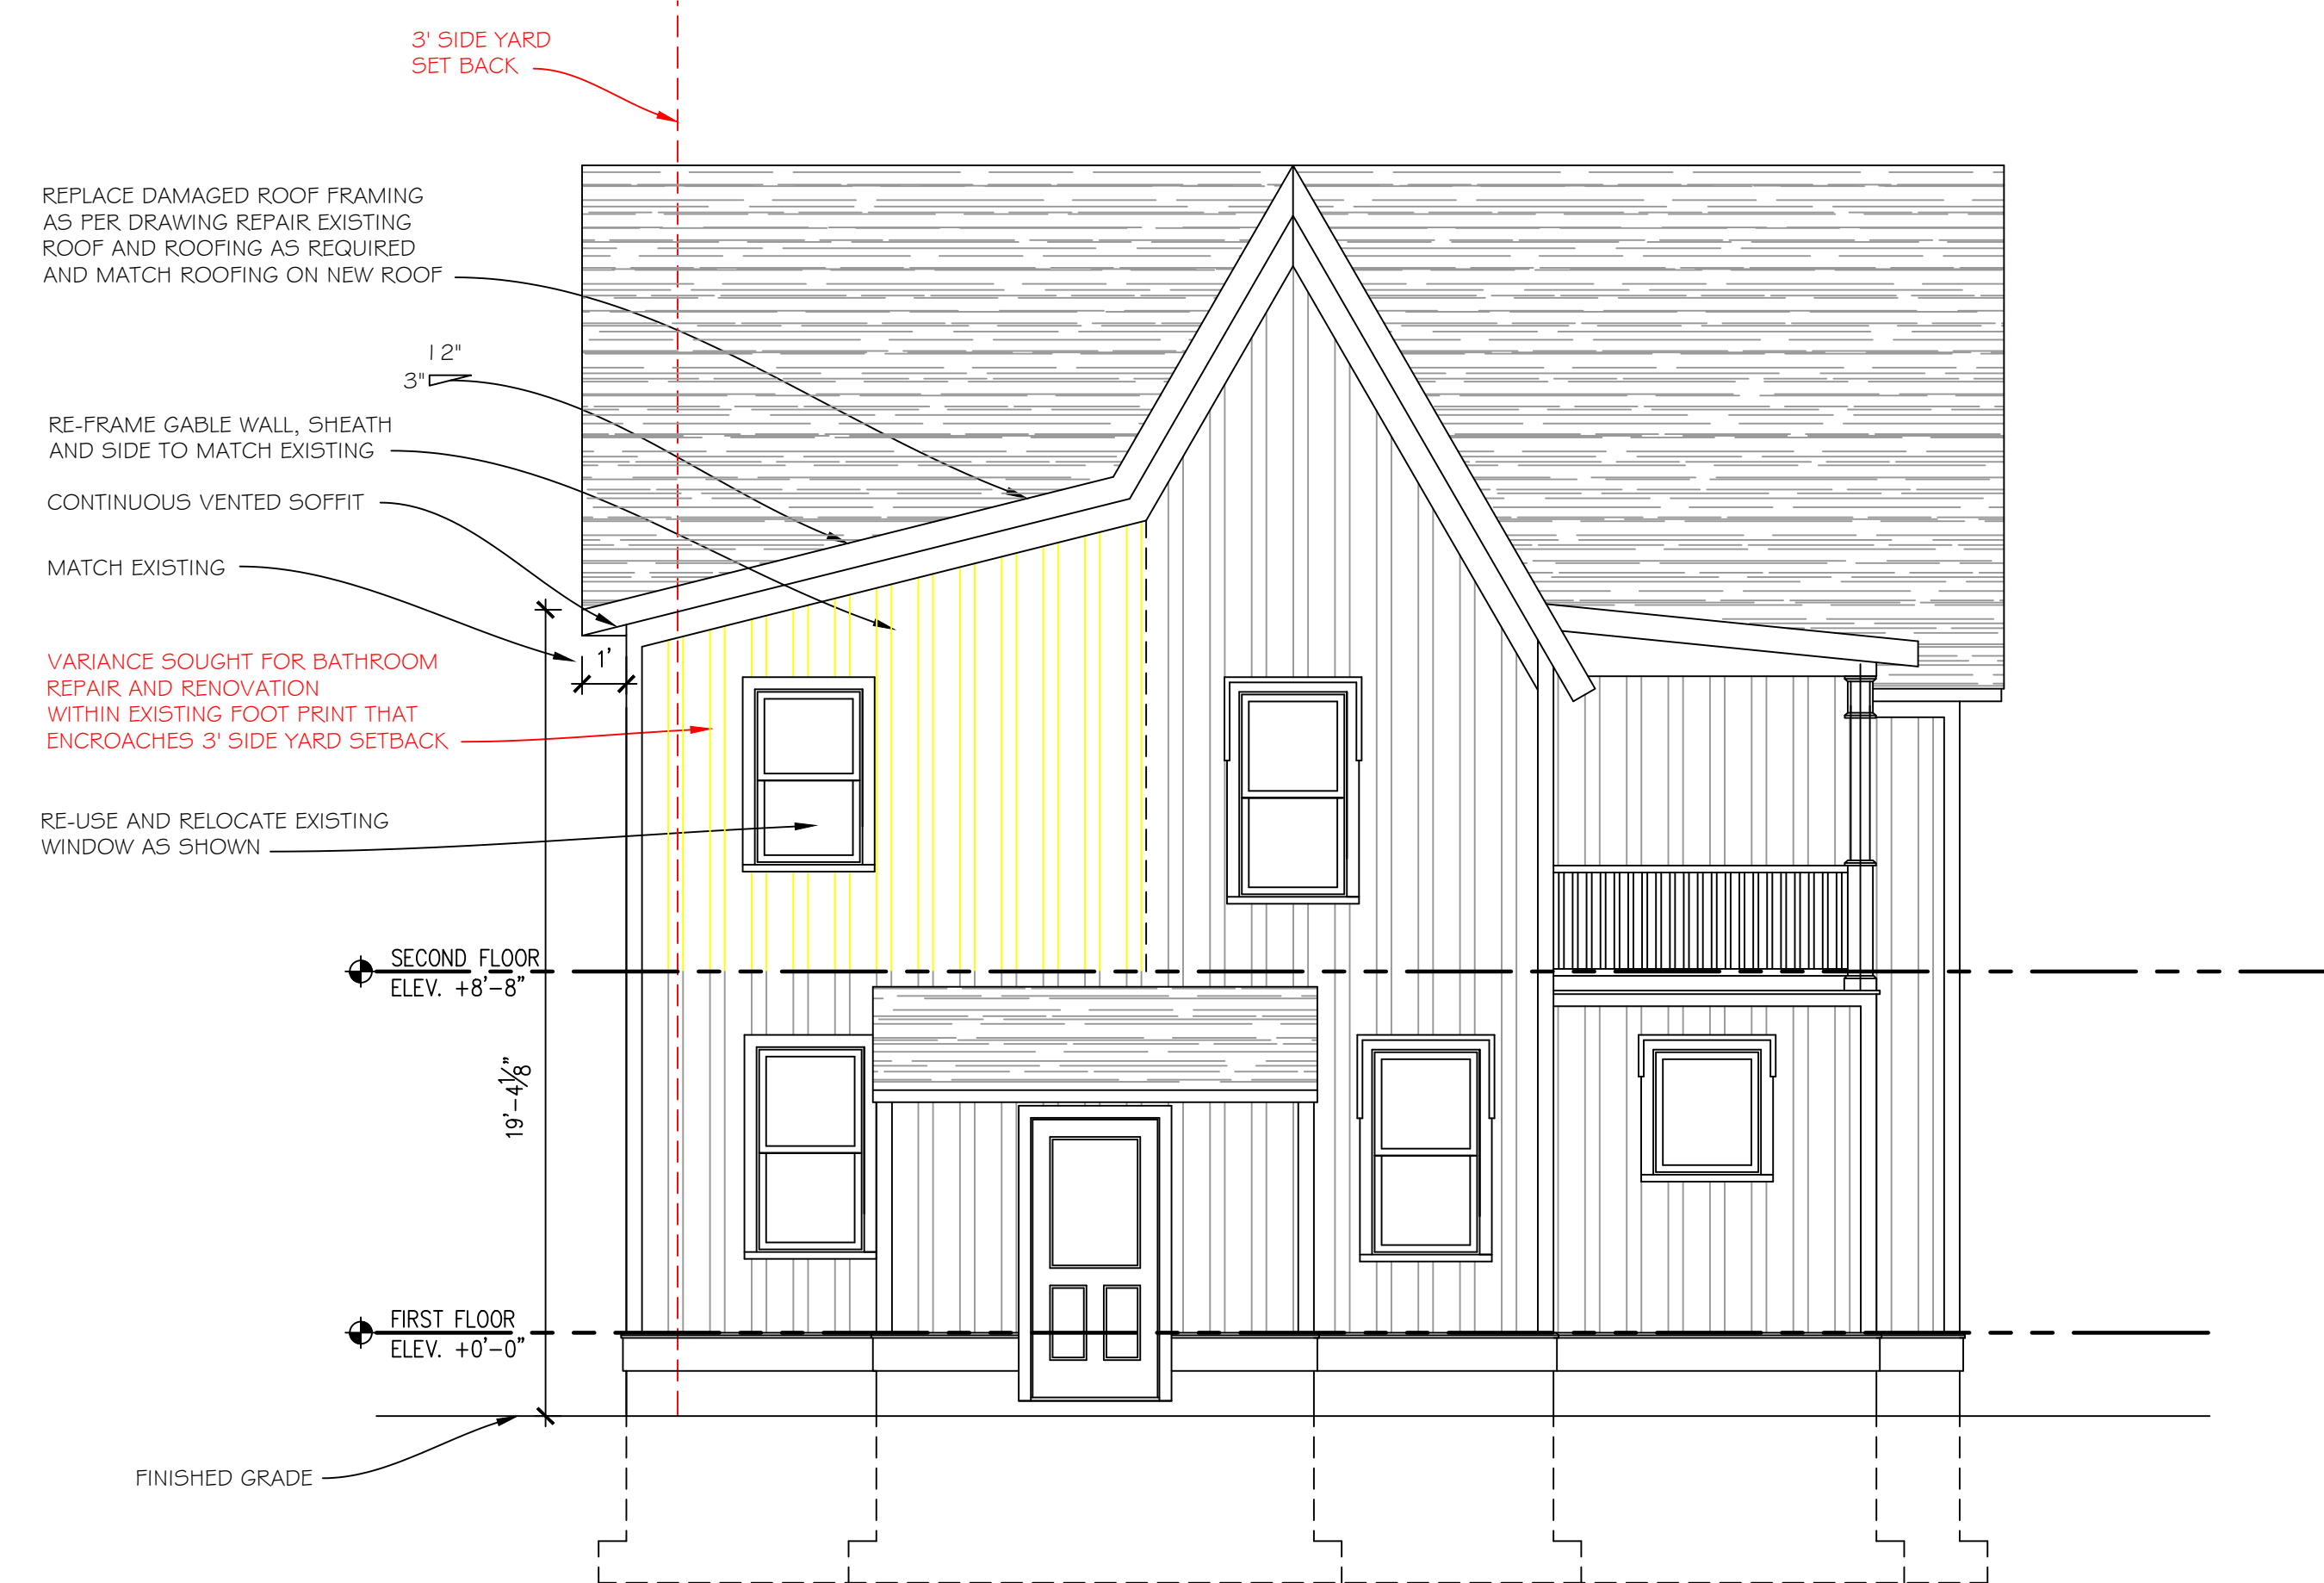 3' SIDE YARD
SET BACK
REPLACE DAMAGED ROOF FRAMING
AS PER DRAWING REPAIR EXISTING
ROOF AND ROOFING AS REQUIRED
AND MATCH ROOFING ON NEW ROOF
12"
3"
RE-FRAME GABLE WALL, SHEATH
AND SIDE TO MATCH EXISTING
CONTINUOUS VENTED SOFFIT
MATCH EXISTING
1'
VARIANCE SOUGHT FOR BATHROOM
REPAIR AND RENOVATION
WITHIN EXISTING FOOT PRINT THAT
ENCROACHES 3' SIDE YARD SETBACK
RE-USE AND RELOCATE EXISTING
WINDOW AS SHOWN
SECOND FLOOR
ELEV. +8'-8"
19'-4 1/8"
FIRST FLOOR
ELEV. +0'-0"
FINISHED GRADE